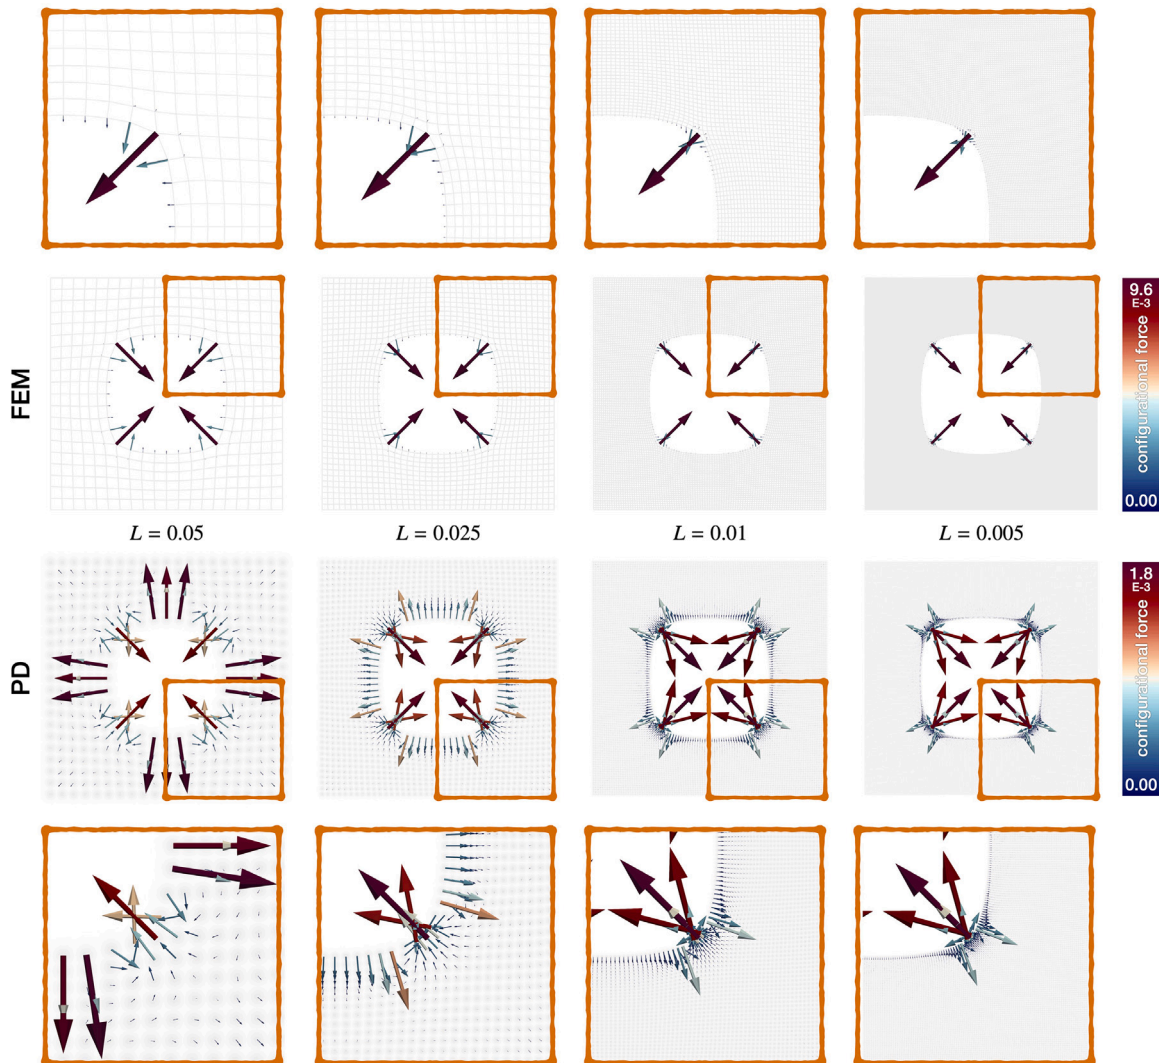 FEM
9.6
E-3
configurational force
0.00
L = 0.05
L = 0.025
L = 0.01
L = 0.005
PD
1.8
E-3
configurational force
0.00